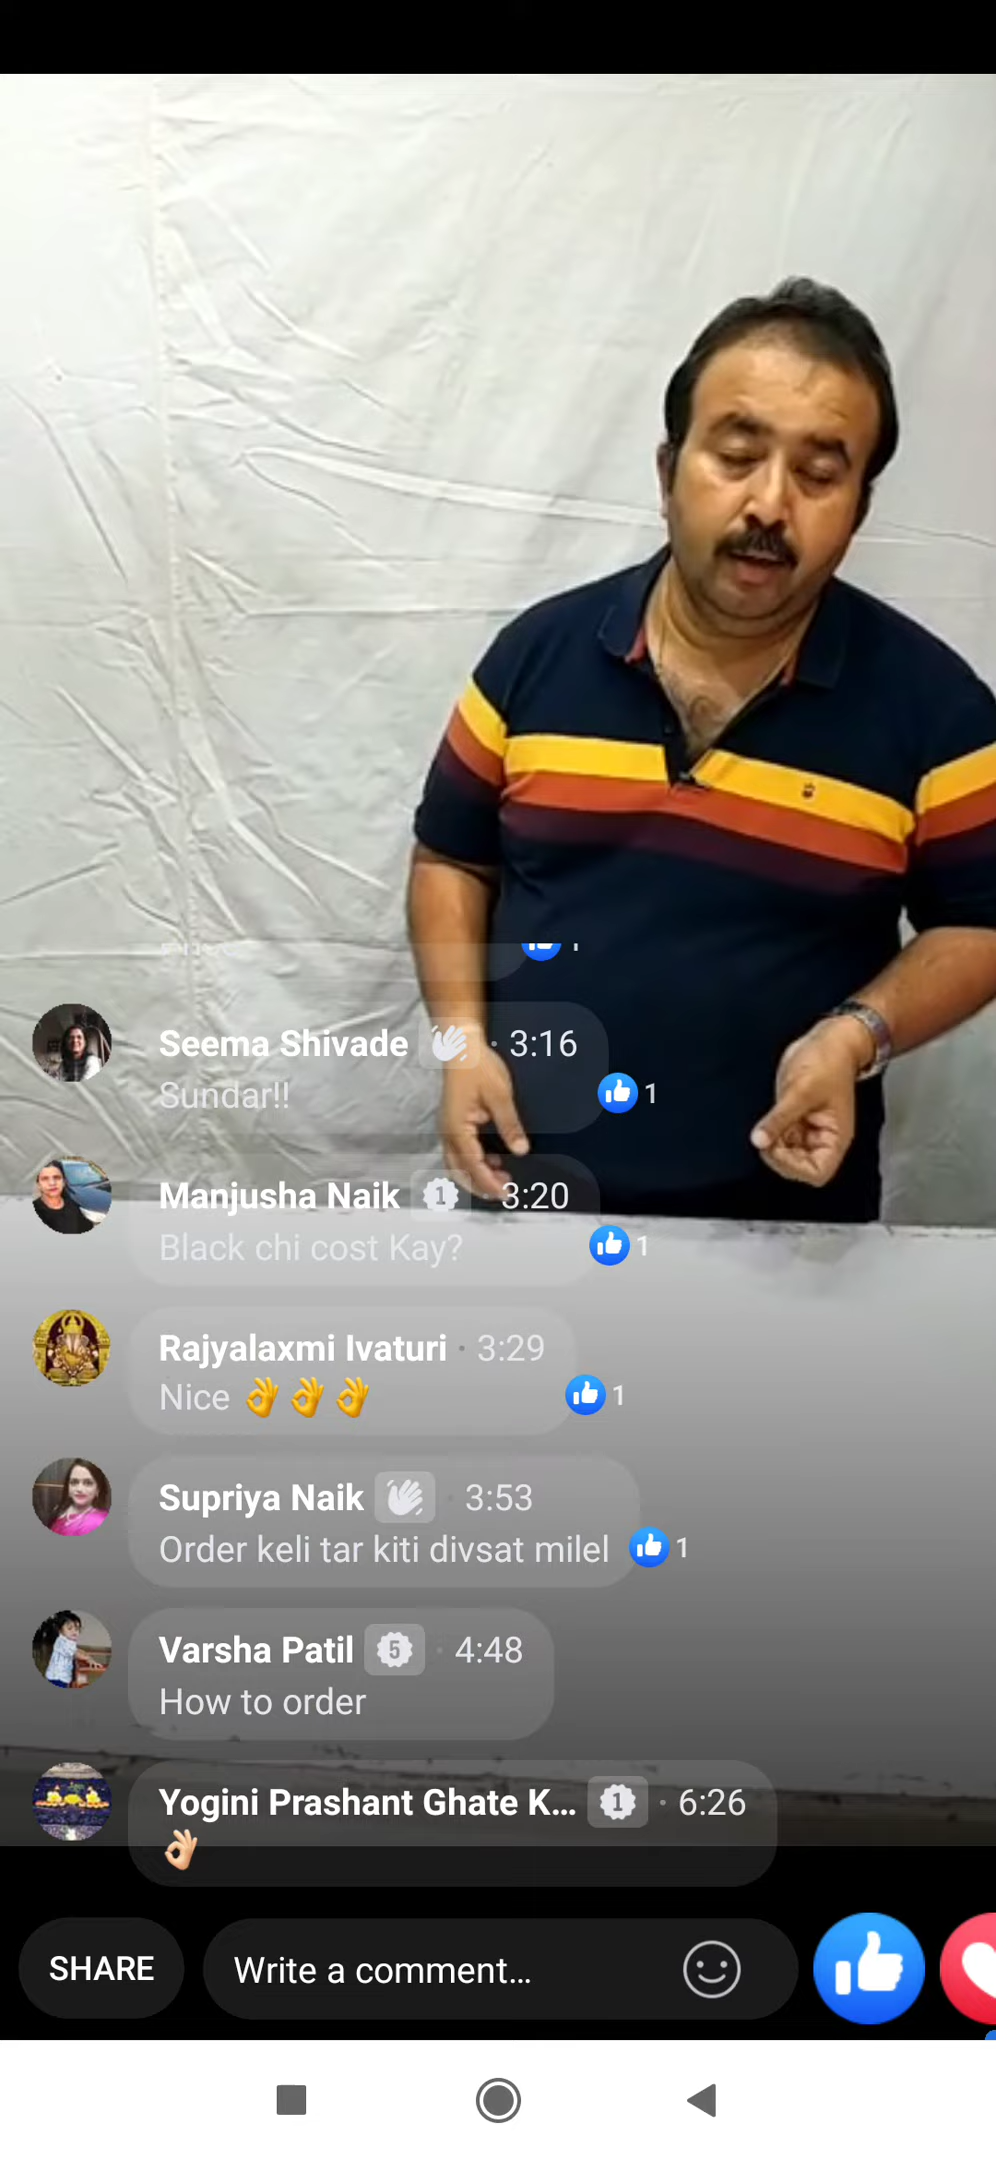 1
Seema Shivade · 3:16
Sundar!!
1
Manjusha Naik 1 · 3:20
Black chi cost Kay?
1
Rajyalaxmi Ivaturi · 3:29
Nice 👌👌👌
1
Supriya Naik · 3:53
Order keli tar kiti divsat milel
1
Varsha Patil 5 · 4:48
How to order
Yogini Prashant Ghate K... 1 · 6:26
👌🏻
SHARE
Write a comment...